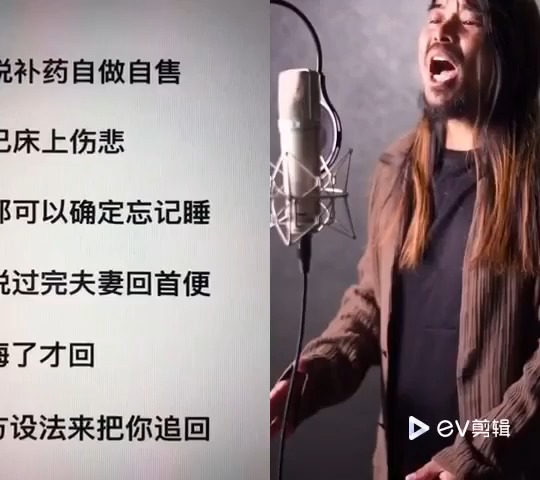 说补药自做自售
己床上伤悲
那可以确定忘记睡
说过完夫妻回首便
悔了才回
方设法来把你追回
ev剪辑